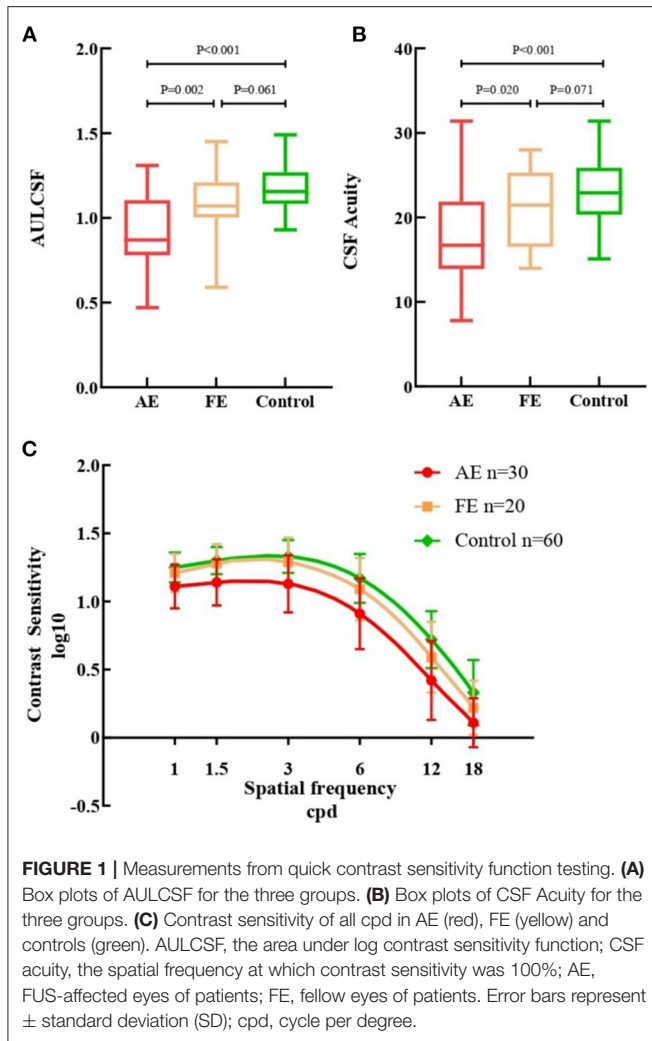 A
B
2.0
1.5
1.0
0.5
0.0
AULCSF
P<0.001
P=0.002
P=0.061
AE
FE
Control
40
30
20
10
0
CSF Acuity
P<0.001
P=0.020
P=0.071
AE
FE
Control
C
2.0
1.5
1.0
0.5
0
-0.5
Contrast Sensitivity
log10
AE n=30
FE n=20
Control n=60
1
1.5
3
6
12
18
Spatial frequency
cpd
FIGURE 1 | Measurements from quick contrast sensitivity function testing. (A)
Box plots of AULCSF for the three groups. (B) Box plots of CSF Acuity for the
three groups. (C) Contrast sensitivity of all cpd in AE (red), FE (yellow) and
controls (green). AULCSF, the area under log contrast sensitivity function; CSF
acuity, the spatial frequency at which contrast sensitivity was 100%; AE,
FUS-affected eyes of patients; FE, fellow eyes of patients. Error bars represent
± standard deviation (SD); cpd, cycle per degree.